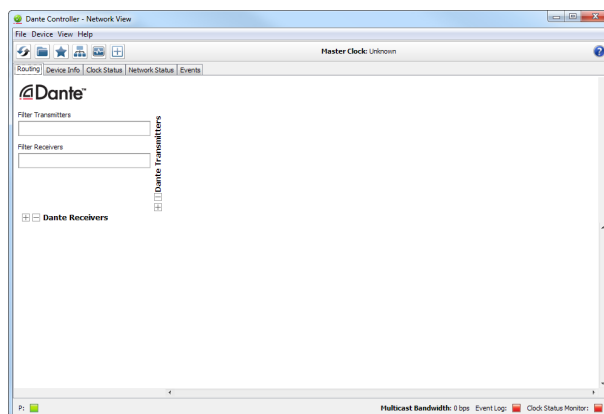 Dante Controller - Network View
File Device View Help
Master Clock: Unknown
?
Routing Device Info Clock Status Network Status Events
Dante™
Filter Transmitters
Filter Receivers
Dante Transmitters
Dante Receivers
P: Multicast Bandwidth: 0 bps Event Log: Clock Status Monitor: